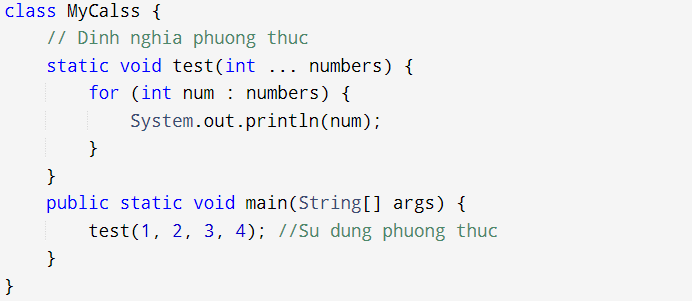 class MyCalss {
    // Dinh nghia phuong thuc
    static void test(int ... numbers) {
        for (int num : numbers) {
            System.out.println(num);
        }
    }
    public static void main(String[] args) {
        test(1, 2, 3, 4); //Su dung phuong thuc
    }
}